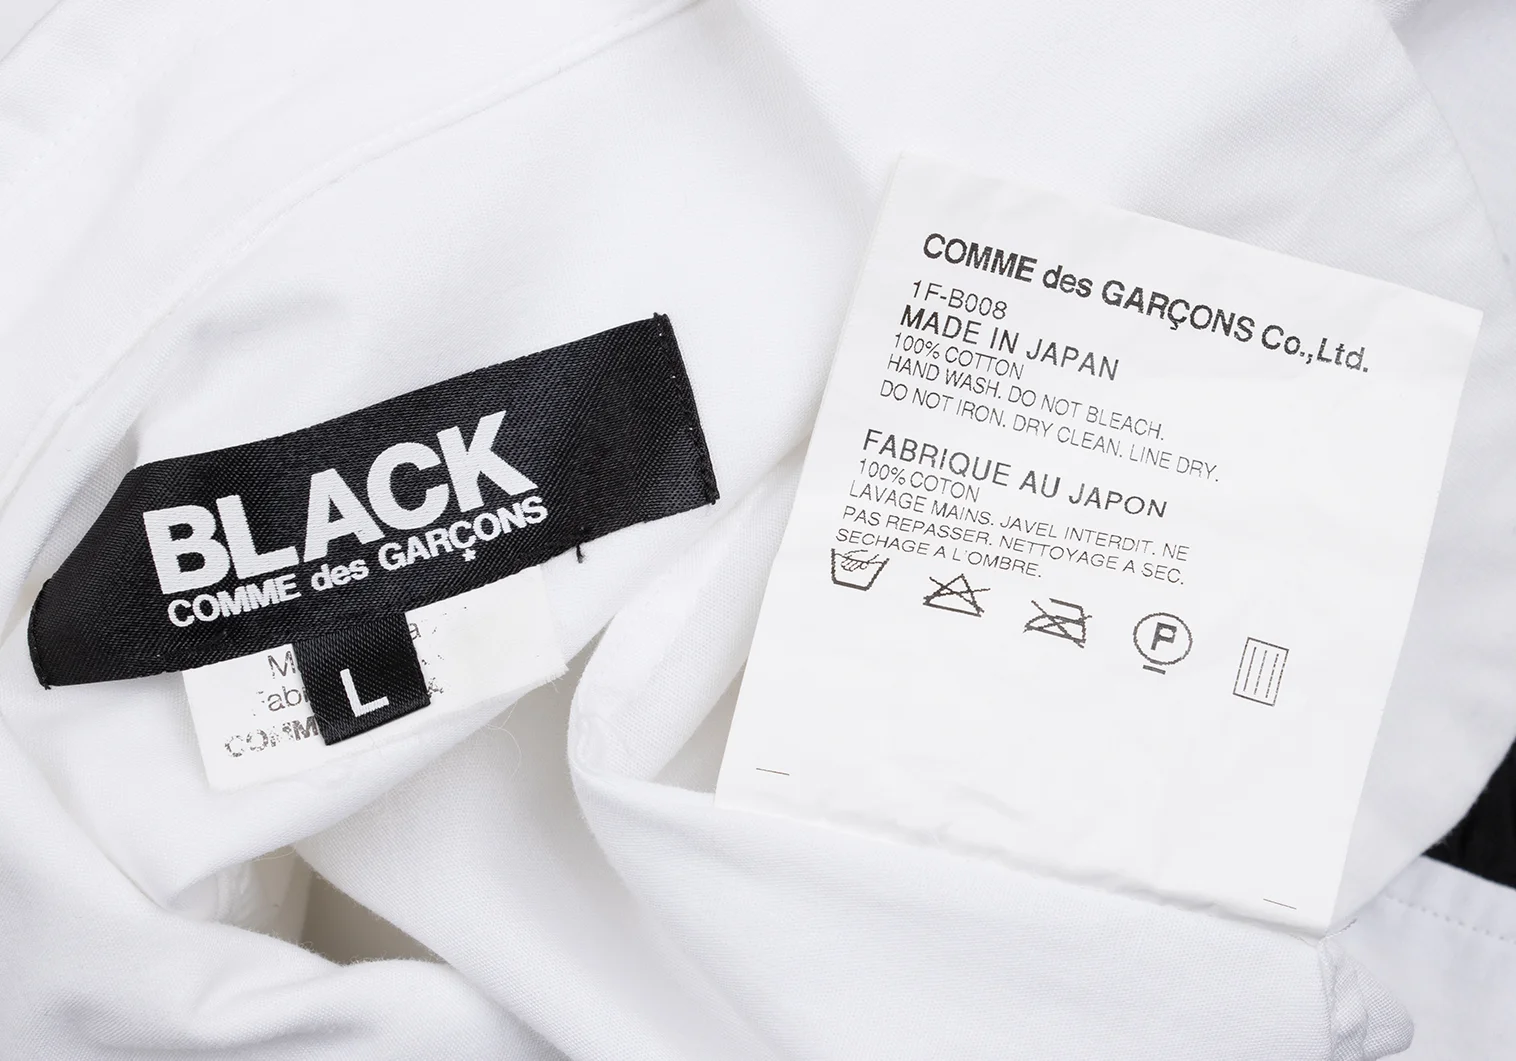 BLACK
COMME des GARÇONS
*
L
COMME des GARÇONS Co.,Ltd.
1F-B008
MADE IN JAPAN
100% COTTON
HAND WASH. DO NOT BLEACH.
DO NOT IRON. DRY CLEAN. LINE DRY.
FABRIQUE AU JAPON
100% COTON
LAVAGE MAINS. JAVEL INTERDIT. NE
PAS REPASSER. NETTOYAGE A SEC.
SECHAGE A L'OMBRE.
P